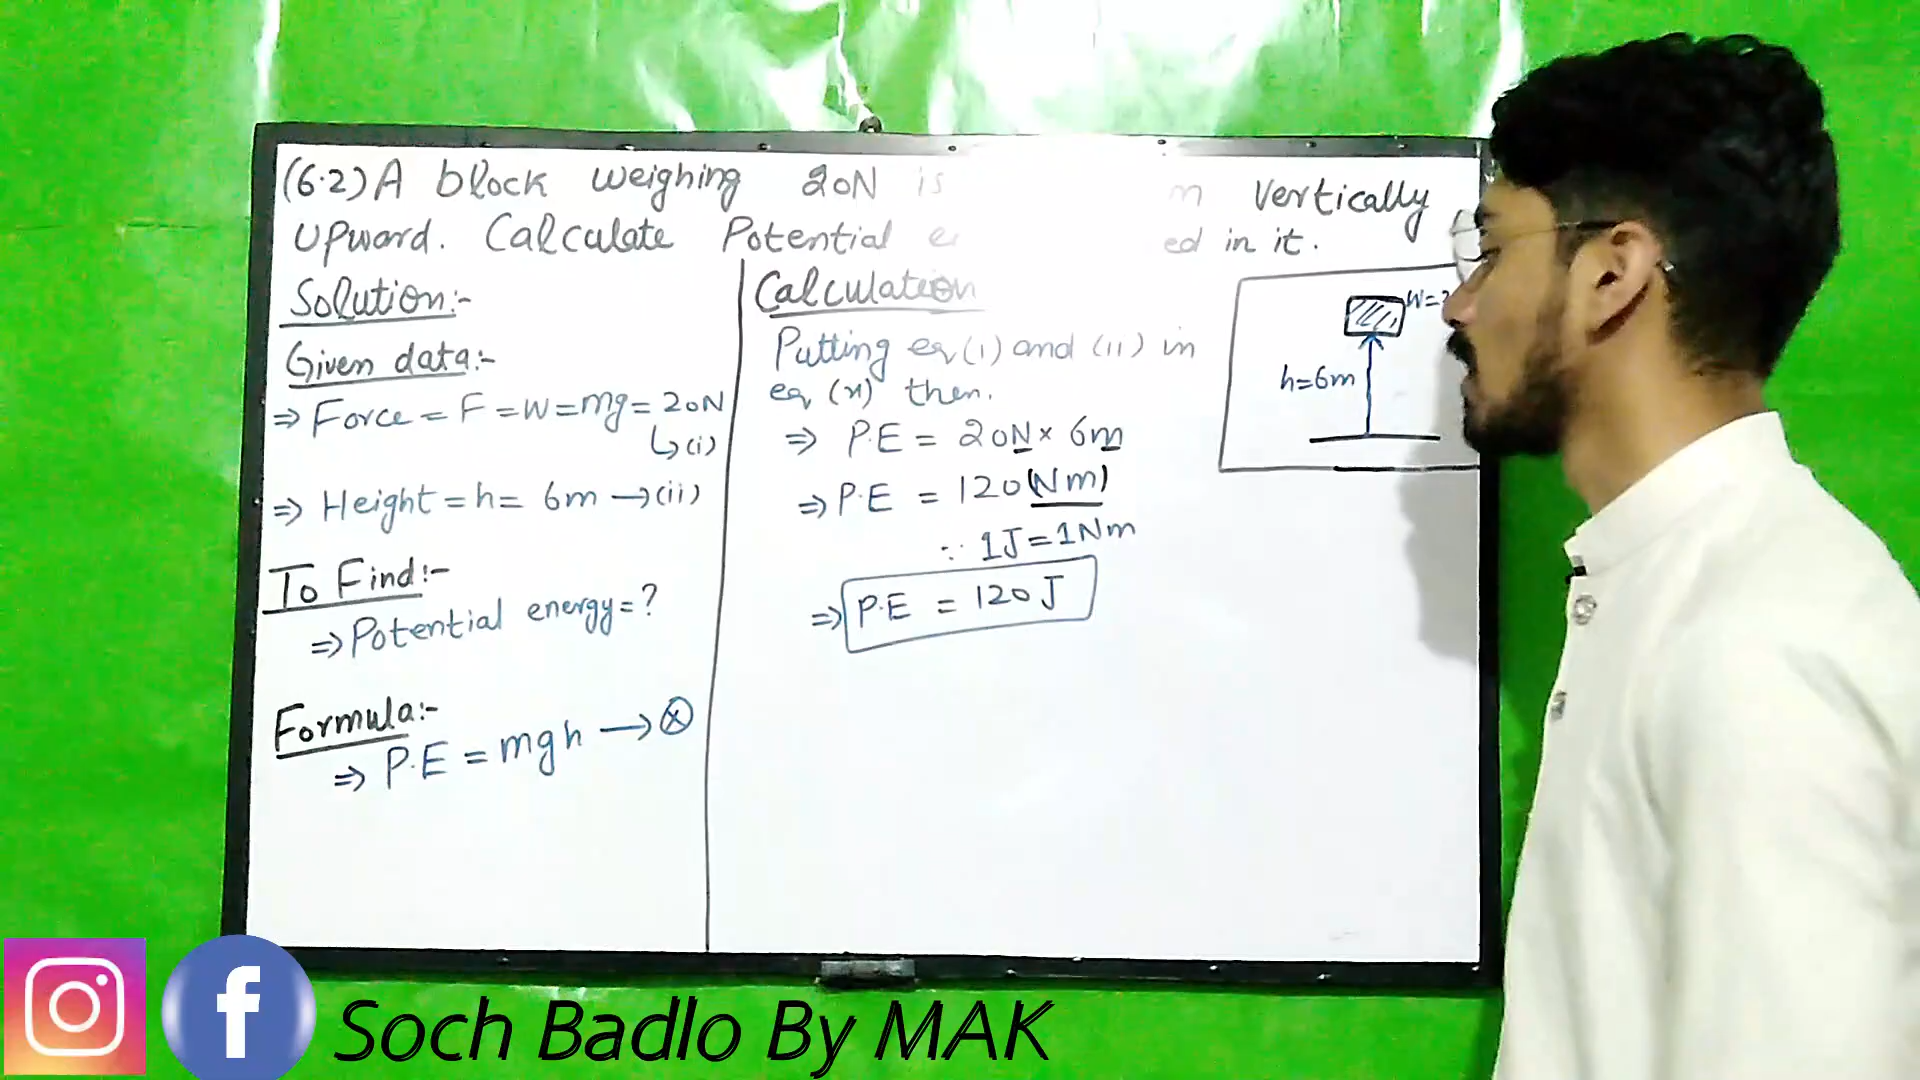 (6.2) A block weighing 20N is m vertically
upward. Calculate Potential ed in it.
Solution:-
Given data:-
⇒ Force = F = W = mg = 20N
↳(i)
⇒ Height = h = 6m → (ii)
To Find:-
⇒ Potential energy = ?
Formula:-
⇒ P.E = mgh → ⓧ
Calculation
Putting eq (i) and (ii) in
eq (x) then.
⇒ P.E = 20N × 6m
⇒ P.E = 120(Nm)
∵ 1J = 1Nm
⇒ P.E = 120J
W=
h=6m
Soch Badlo By MAK